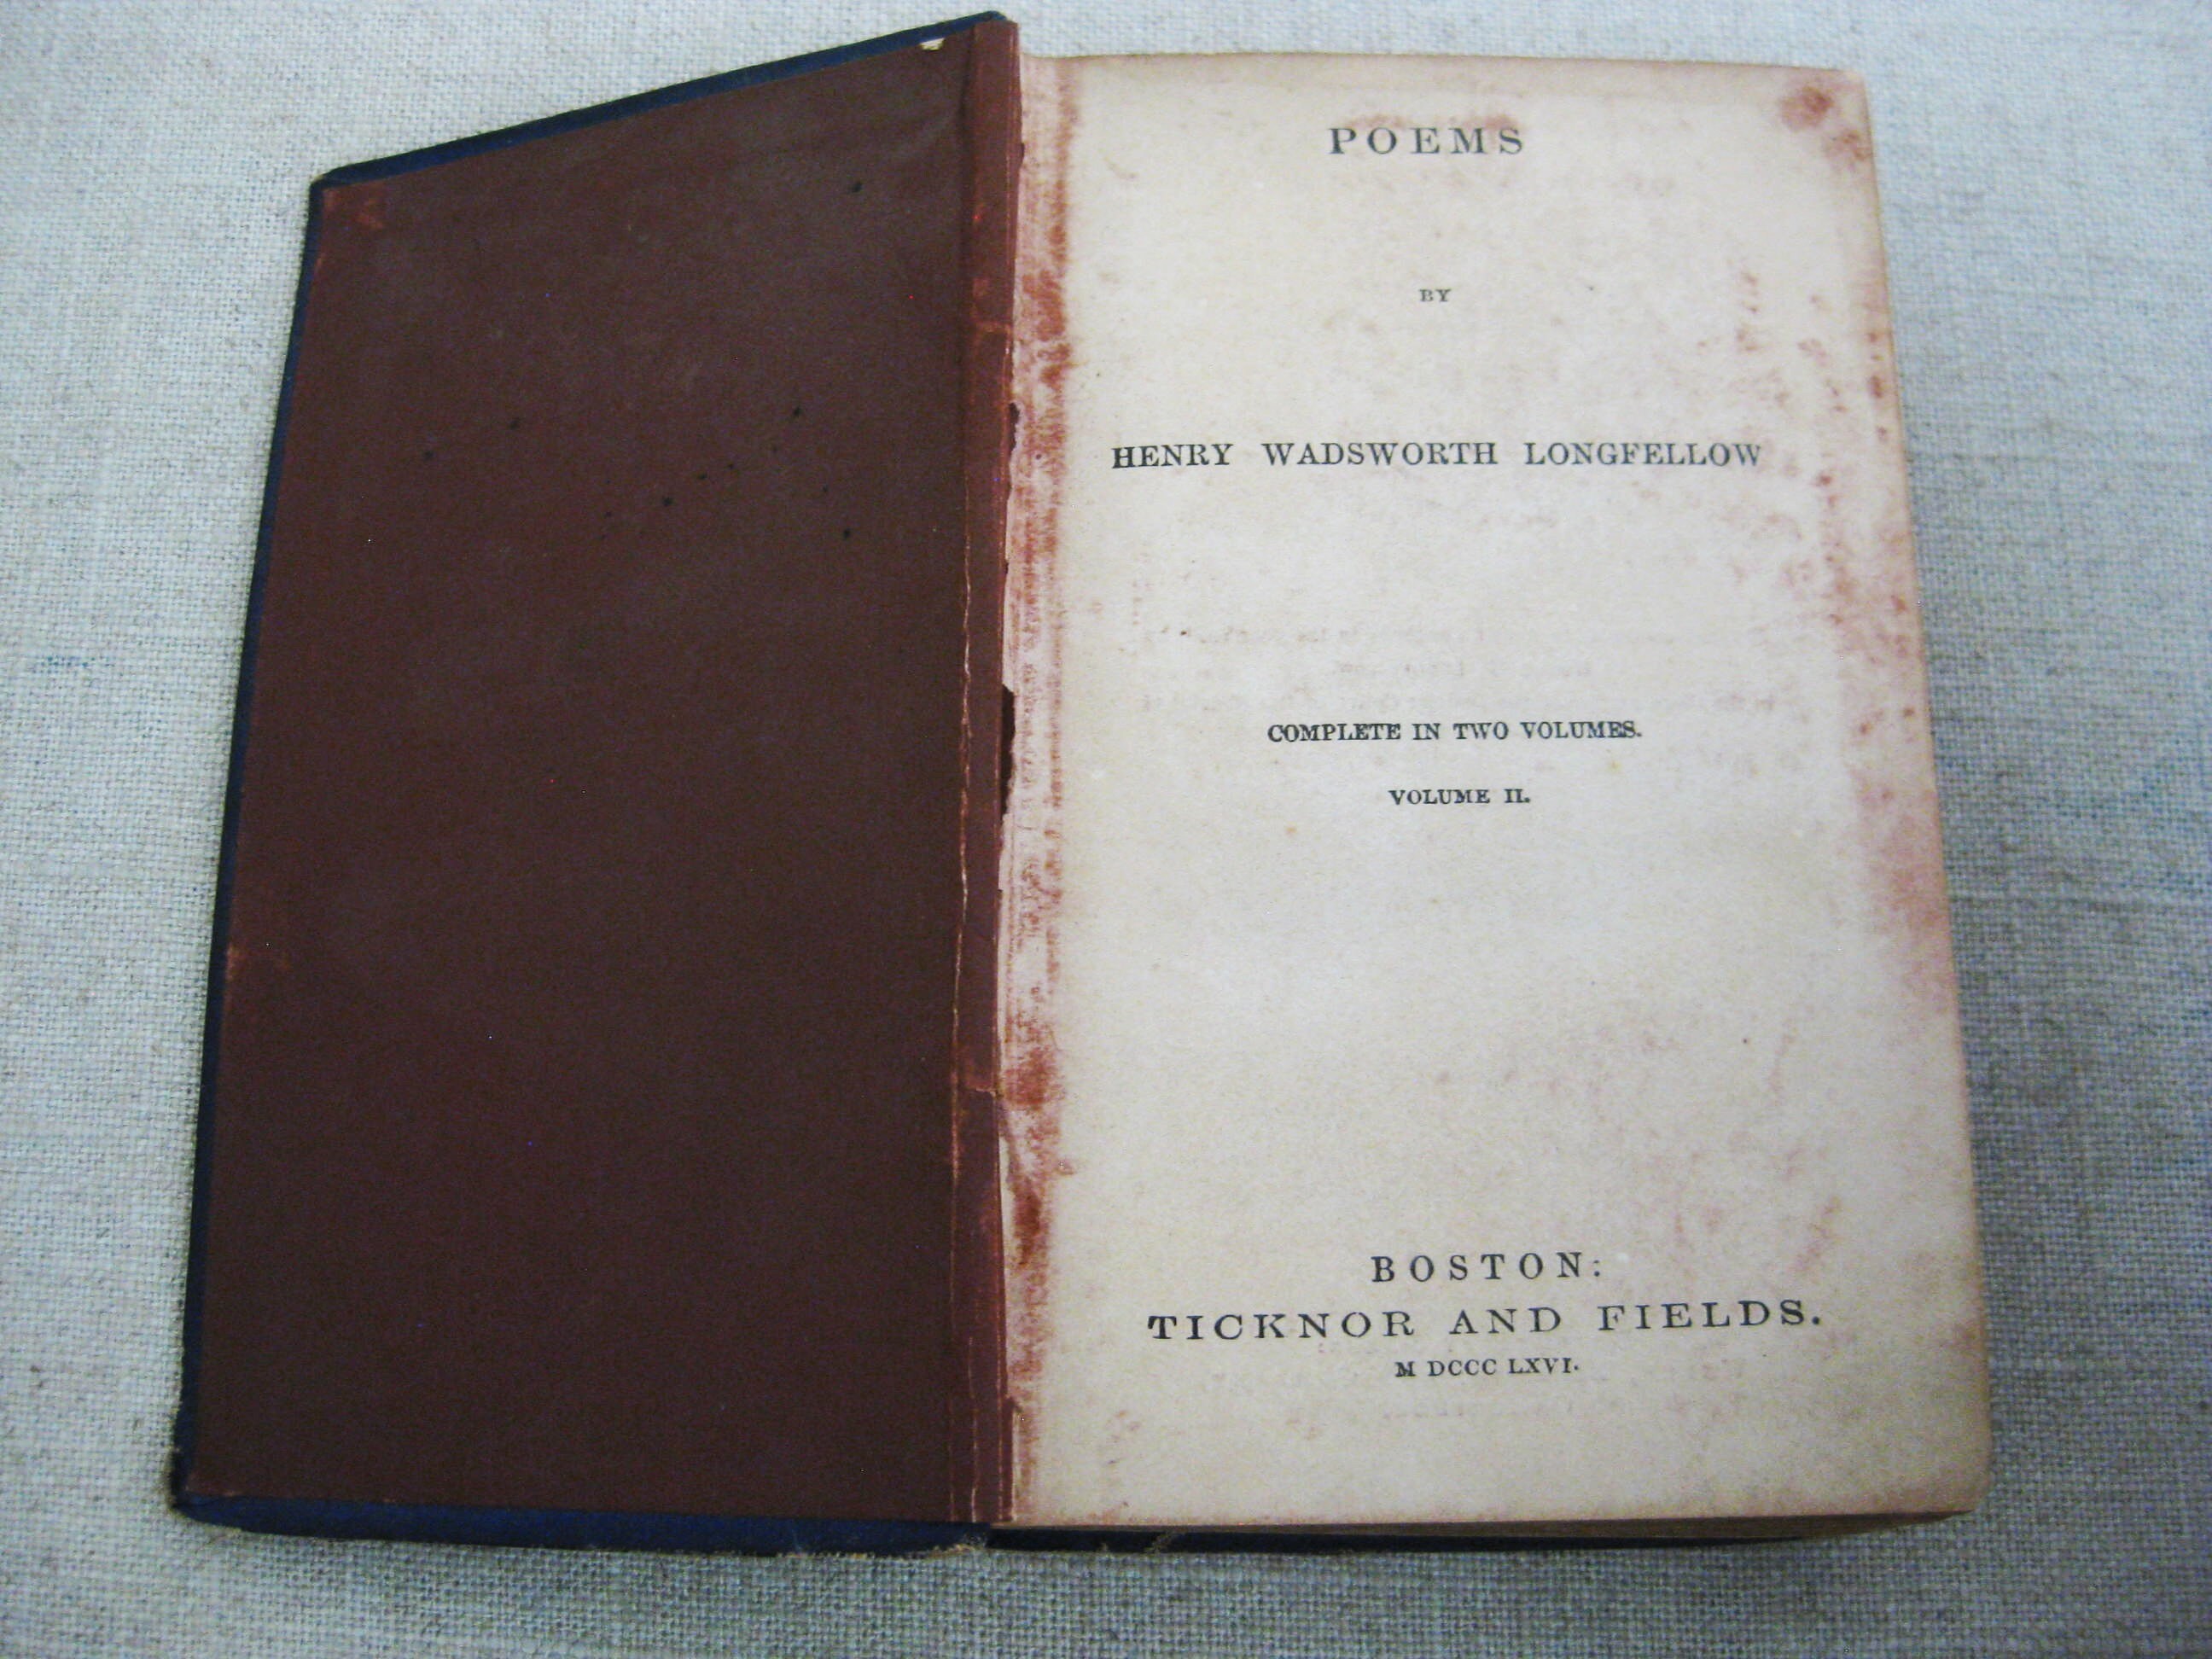 POEMS
BY
HENRY WADSWORTH LONGFELLOW
COMPLETE IN TWO VOLUMES.
VOLUME II.
BOSTON:
TICKNOR AND FIELDS.
M DCCC LXVI.